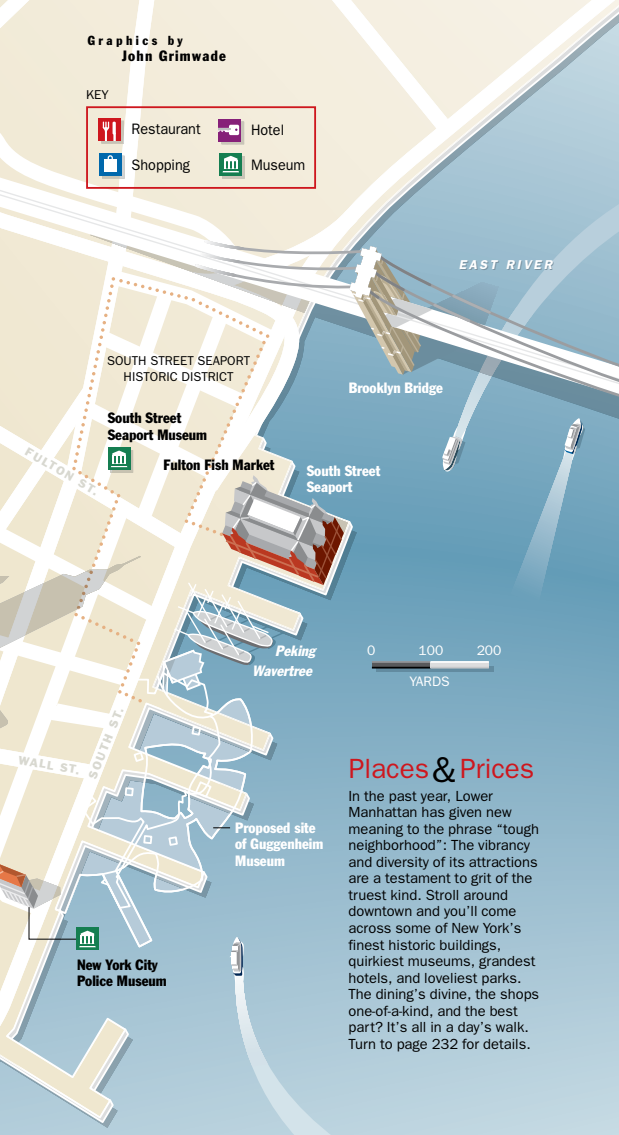 Graphics by
John Grimwade
KEY
Restaurant
Hotel
Shopping
Museum
EAST RIVER
Brooklyn Bridge
SOUTH STREET SEAPORT
HISTORIC DISTRICT
South Street
Seaport Museum
Fulton Fish Market
South Street
Seaport
FULTON ST.
Peking
Wavertree
0 100 200
YARDS
SOUTH ST.
WALL ST.
Proposed site
of Guggenheim
Museum
New York City
Police Museum
Places & Prices
In the past year, Lower
Manhattan has given new
meaning to the phrase “tough
neighborhood”: The vibrancy
and diversity of its attractions
are a testament to grit of the
truest kind. Stroll around
downtown and you’ll come
across some of New York’s
finest historic buildings,
quirkiest museums, grandest
hotels, and loveliest parks.
The dining’s divine, the shops
one-of-a-kind, and the best
part? It’s all in a day’s walk.
Turn to page 232 for details.